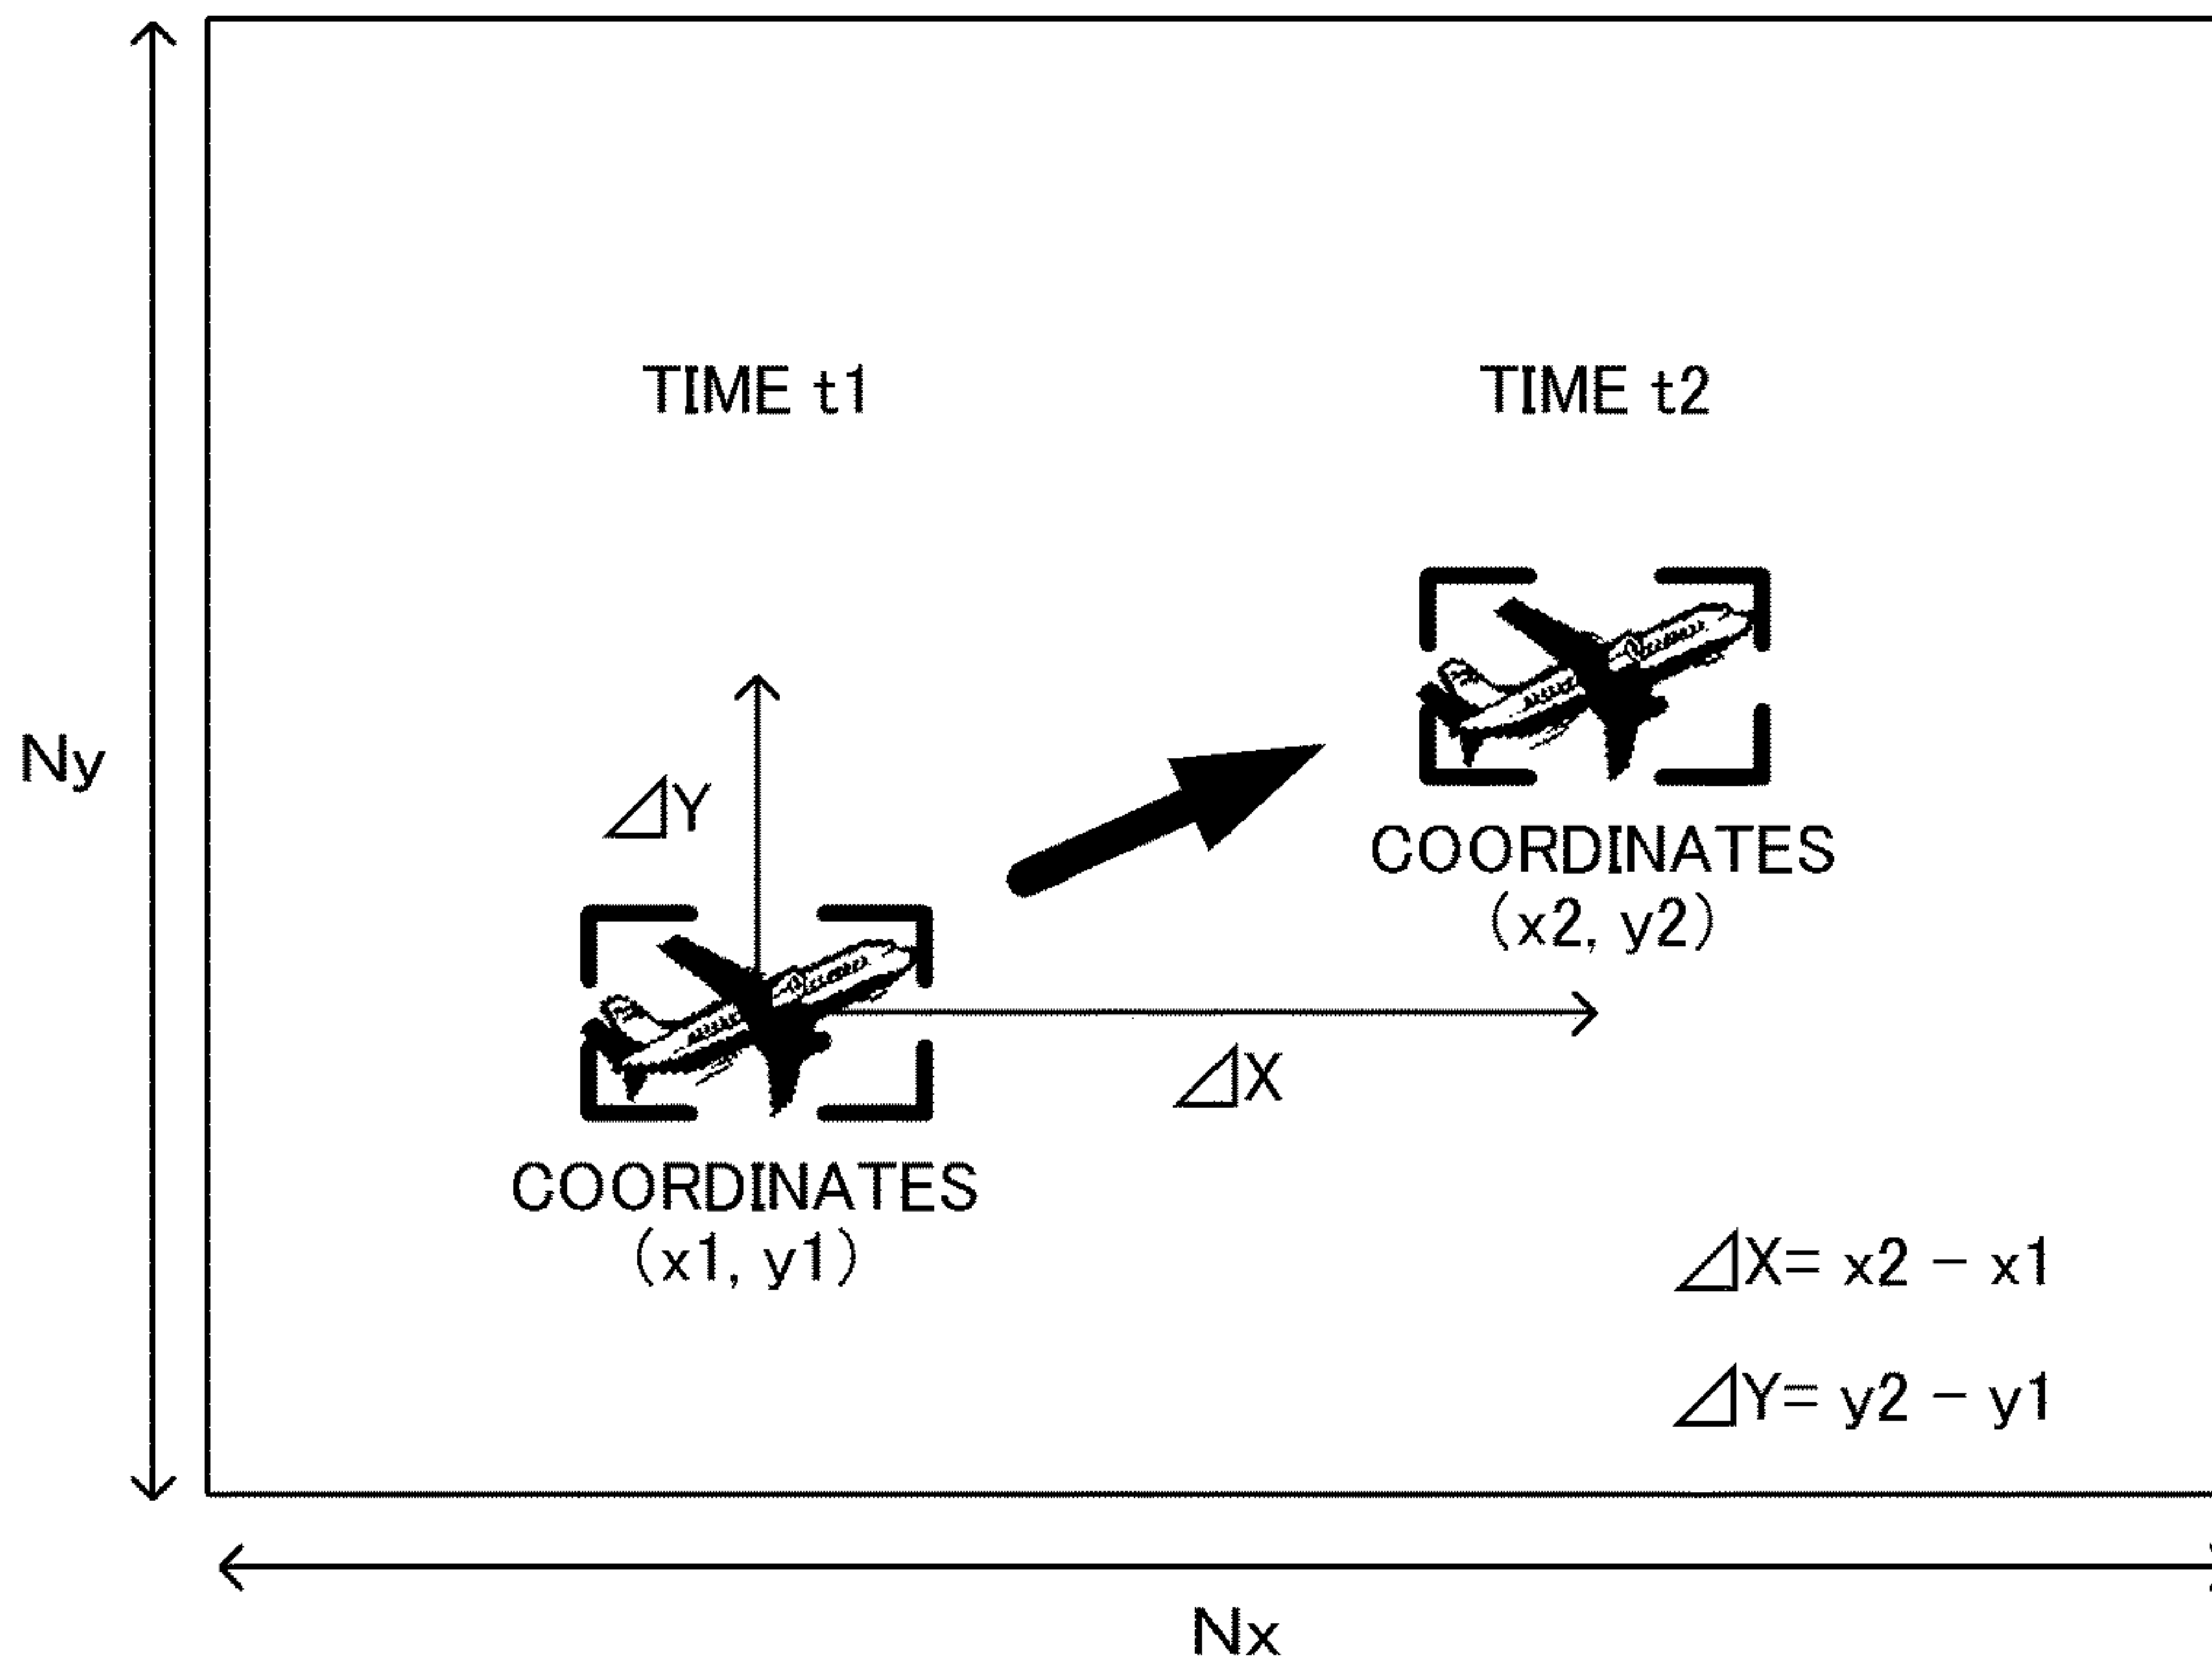 TIME t1
TIME t2
Ny
⊿Y
COORDINATES
(x2, y2)
⊿X
COORDINATES
(x1, y1)
⊿X= x2 − x1
⊿Y= y2 − y1
Nx